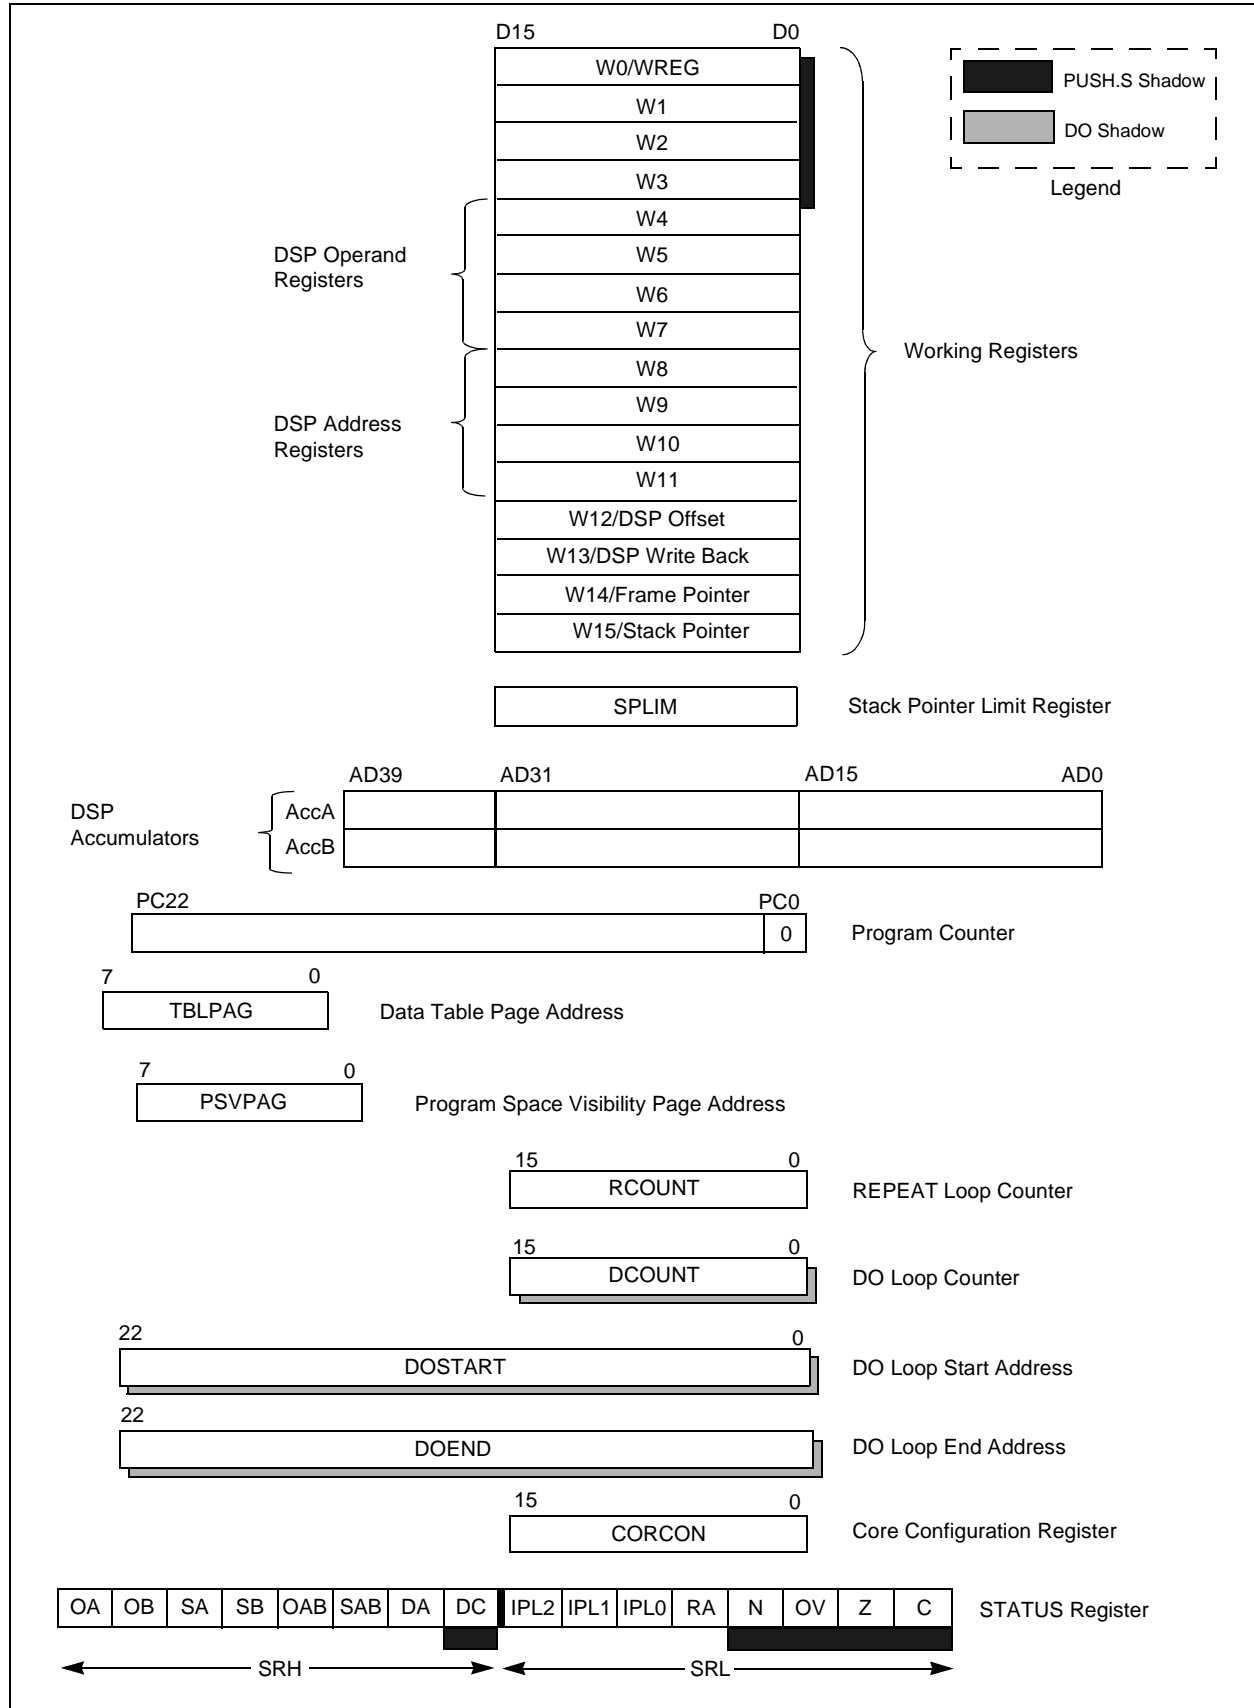 D15 D0
W0/WREG
PUSH.S Shadow
W1
DO Shadow
W2
W3
Legend
W4
DSP Operand
Registers
W5
W6
W7
Working Registers
W8
W9
DSP Address
Registers
W10
W11
W12/DSP Offset
W13/DSP Write Back
W14/Frame Pointer
W15/Stack Pointer
SPLIM Stack Pointer Limit Register
AD39 AD31 AD15 AD0
DSP
Accumulators
AccA
AccB
PC22 PC0
0 Program Counter
7 0
TBLPAG Data Table Page Address
7 0
PSVPAG Program Space Visibility Page Address
15 0
RCOUNT REPEAT Loop Counter
15 0
DCOUNT DO Loop Counter
22 0
DOSTART DO Loop Start Address
22
DOEND DO Loop End Address
15 0
CORCON Core Configuration Register
OA OB SA SB OAB SAB DA DC IPL2 IPL1 IPL0 RA N OV Z C STATUS Register
SRH SRL